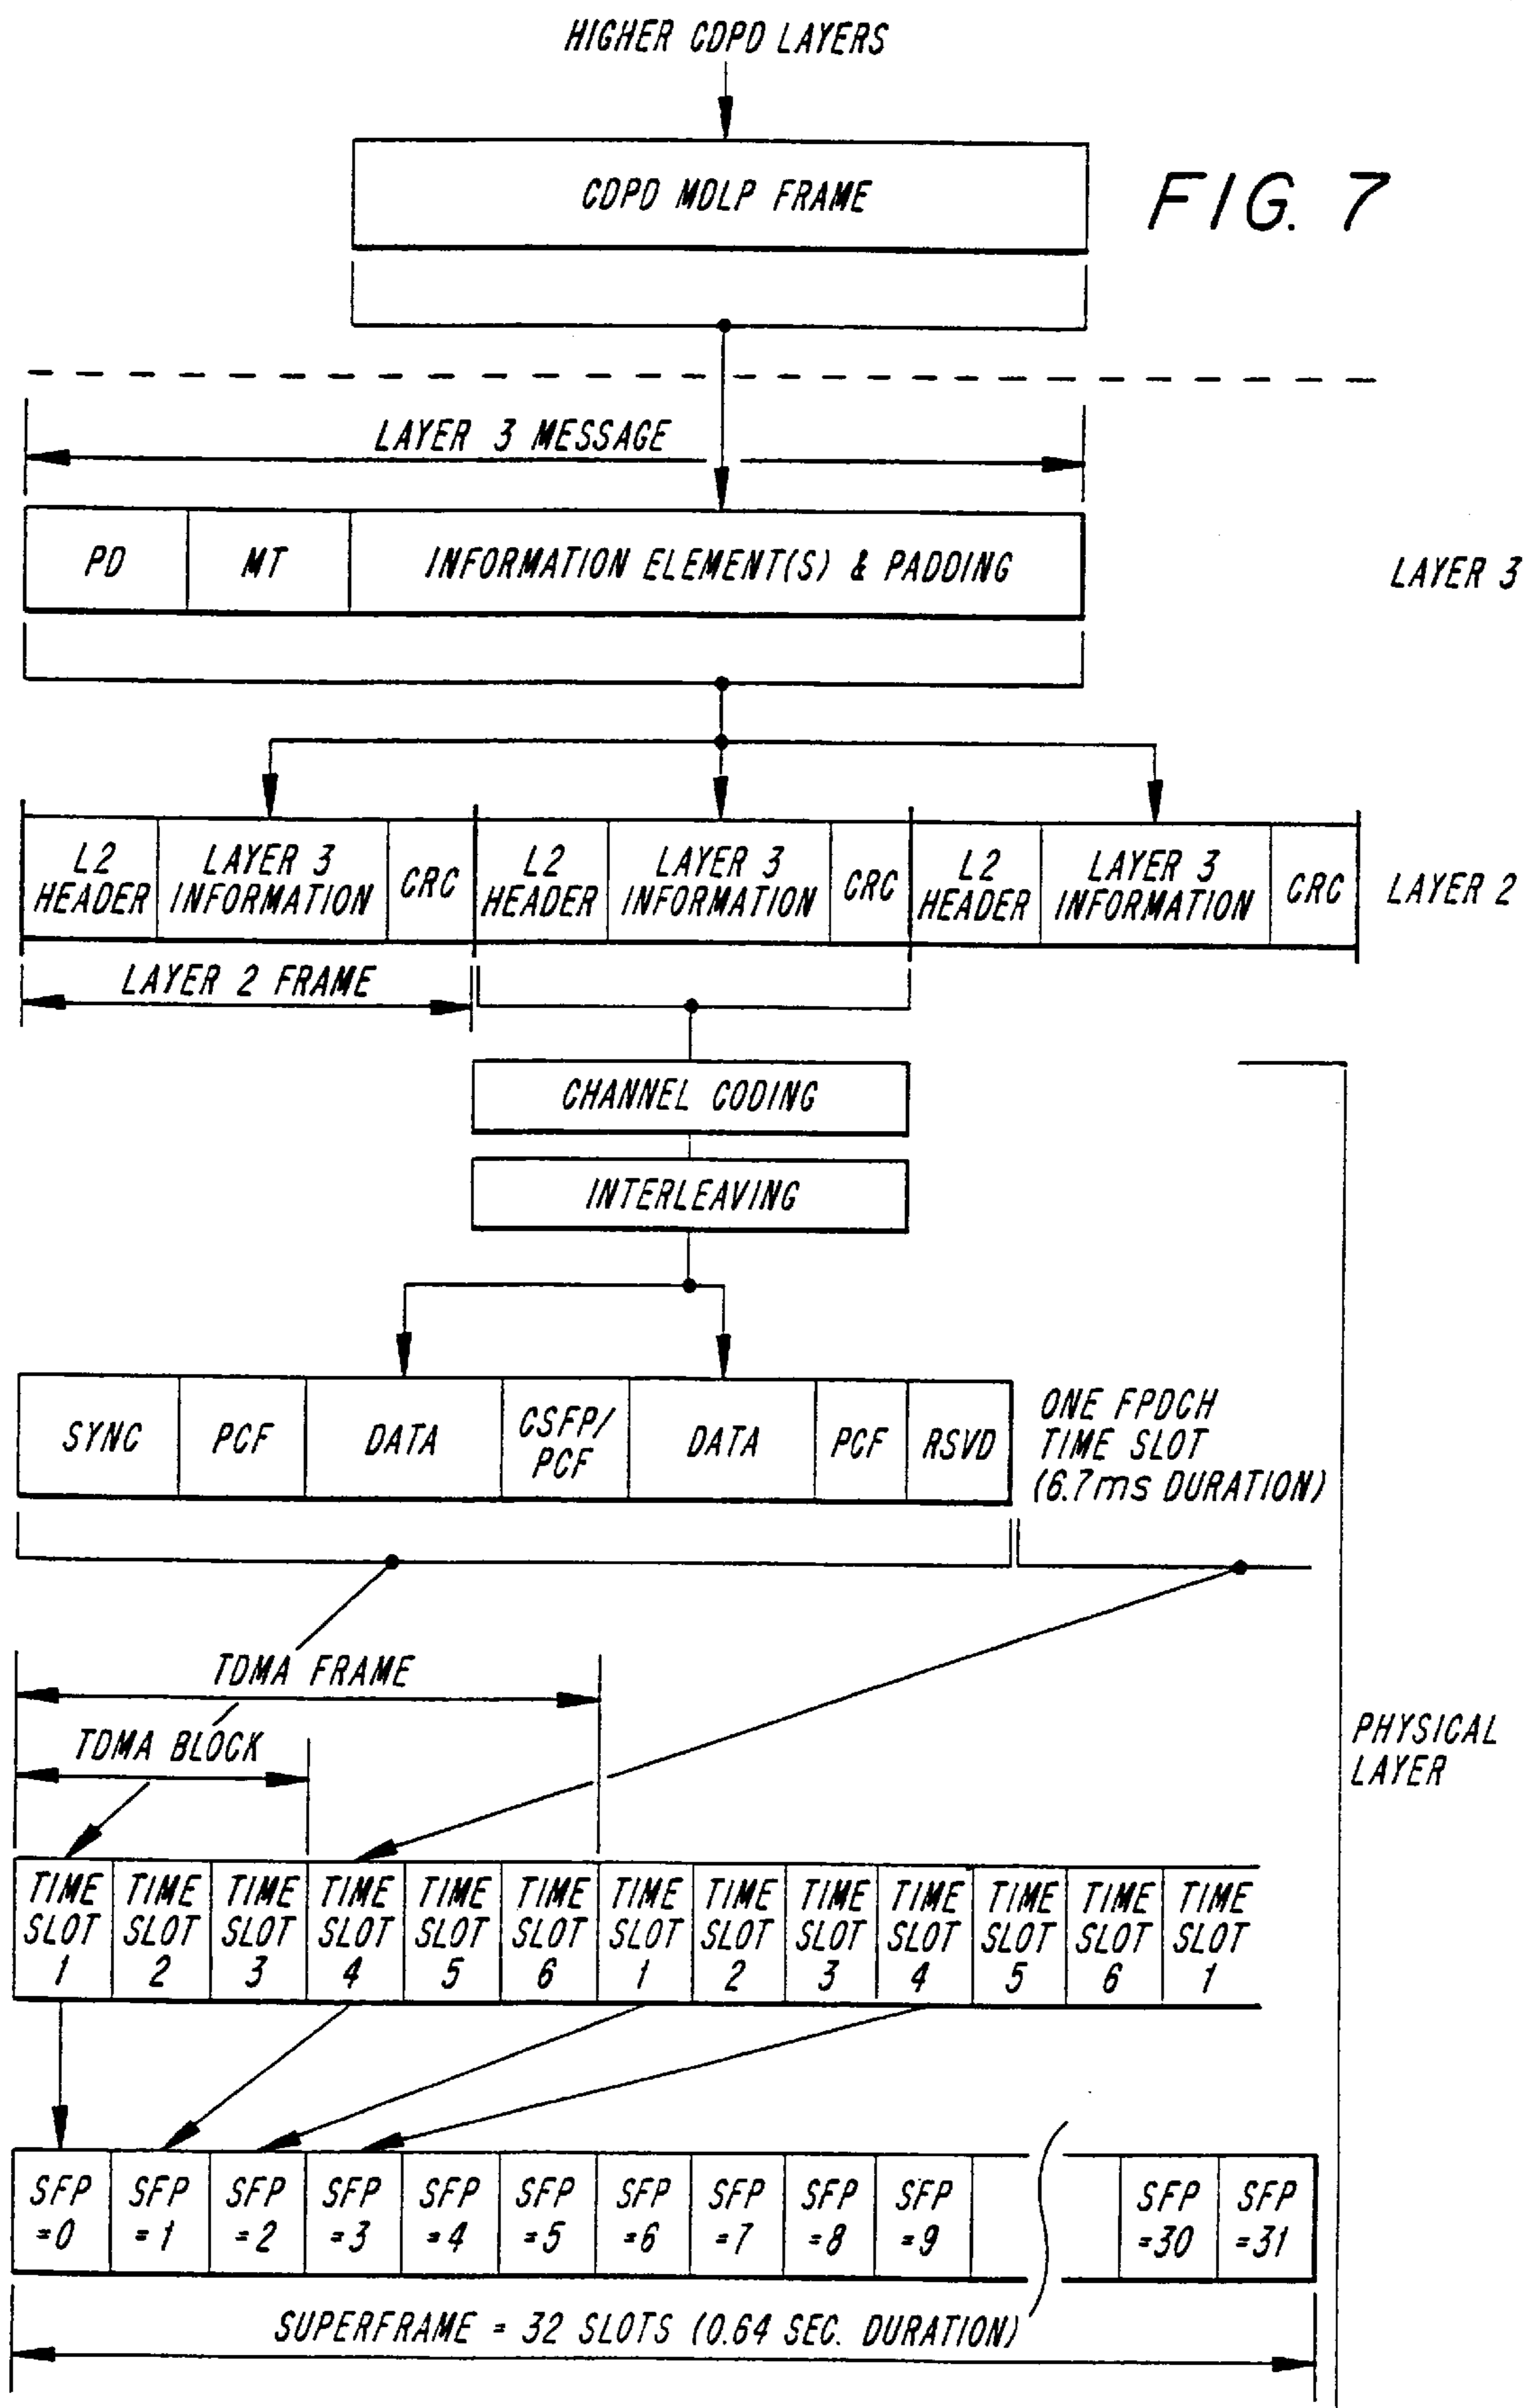 HIGHER CDPD LAYERS
CDPD MDLP FRAME
FIG. 7
LAYER 3 MESSAGE
PD
MT
INFORMATION ELEMENT(S) & PADDING
LAYER 3
L2 HEADER
LAYER 3 INFORMATION
CRC
L2 HEADER
LAYER 3 INFORMATION
CRC
L2 HEADER
LAYER 3 INFORMATION
CRC
LAYER 2
LAYER 2 FRAME
CHANNEL CODING
INTERLEAVING
SYNC
PCF
DATA
CSFP/
PCF
DATA
PCF
RSVD
ONE FPDCH
TIME SLOT
(6.7ms DURATION)
TDMA FRAME
TDMA BLOCK
PHYSICAL
LAYER
TIME SLOT 1
TIME SLOT 2
TIME SLOT 3
TIME SLOT 4
TIME SLOT 5
TIME SLOT 6
TIME SLOT 1
TIME SLOT 2
TIME SLOT 3
TIME SLOT 4
TIME SLOT 5
TIME SLOT 6
TIME SLOT 1
SFP =0
SFP =1
SFP =2
SFP =3
SFP =4
SFP =5
SFP =6
SFP =7
SFP =8
SFP =9
SFP =30
SFP =31
SUPERFRAME = 32 SLOTS (0.64 SEC. DURATION)